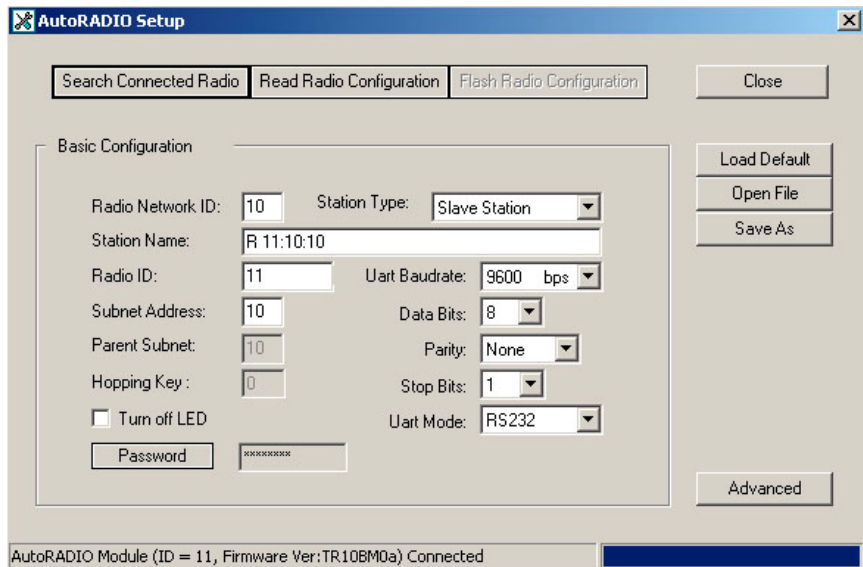 AutoRADIO Setup
Search Connected Radio Read Radio Configuration Flash Radio Configuration Close
Basic Configuration
Load Default
Open File
Save As
Radio Network ID: 10 Station Type: Slave Station
Station Name: R 11:10:10
Radio ID: 11 Uart Baudrate: 9600 bps
Subnet Address: 10 Data Bits: 8
Parent Subnet: 10 Parity: None
Hopping Key : 0 Stop Bits: 1
Turn off LED Uart Mode: RS232
Password ********
Advanced
AutoRADIO Module (ID = 11, Firmware Ver:TR10BM0a) Connected